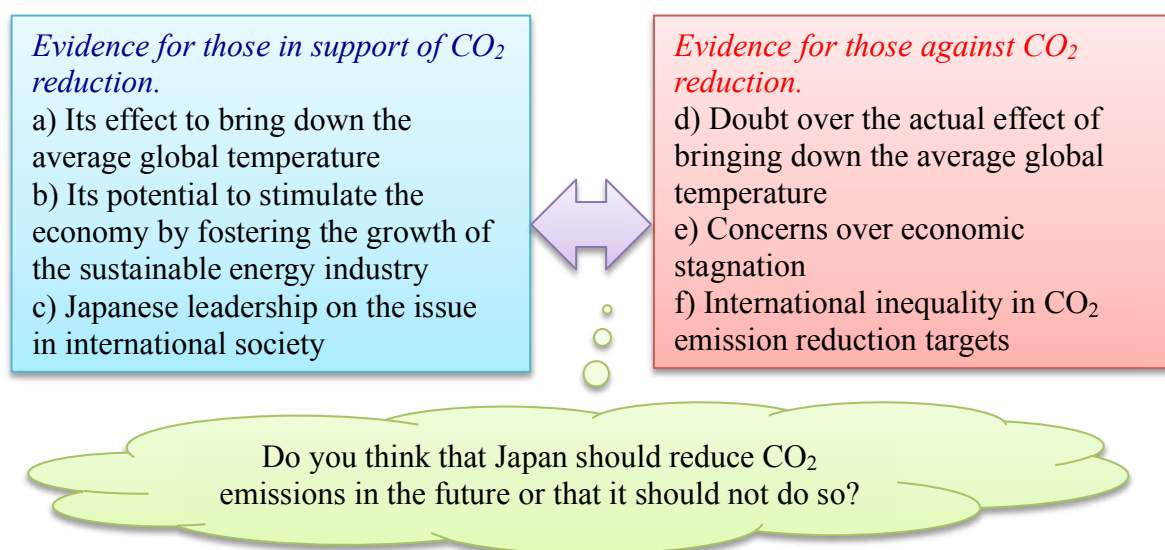 Evidence for those in support of CO₂
reduction.
a) Its effect to bring down the
average global temperature
b) Its potential to stimulate the
economy by fostering the growth of
the sustainable energy industry
c) Japanese leadership on the issue
in international society
Evidence for those against CO₂
reduction.
d) Doubt over the actual effect of
bringing down the average global
temperature
e) Concerns over economic
stagnation
f) International inequality in CO₂
emission reduction targets
Do you think that Japan should reduce CO₂
emissions in the future or that it should not do so?